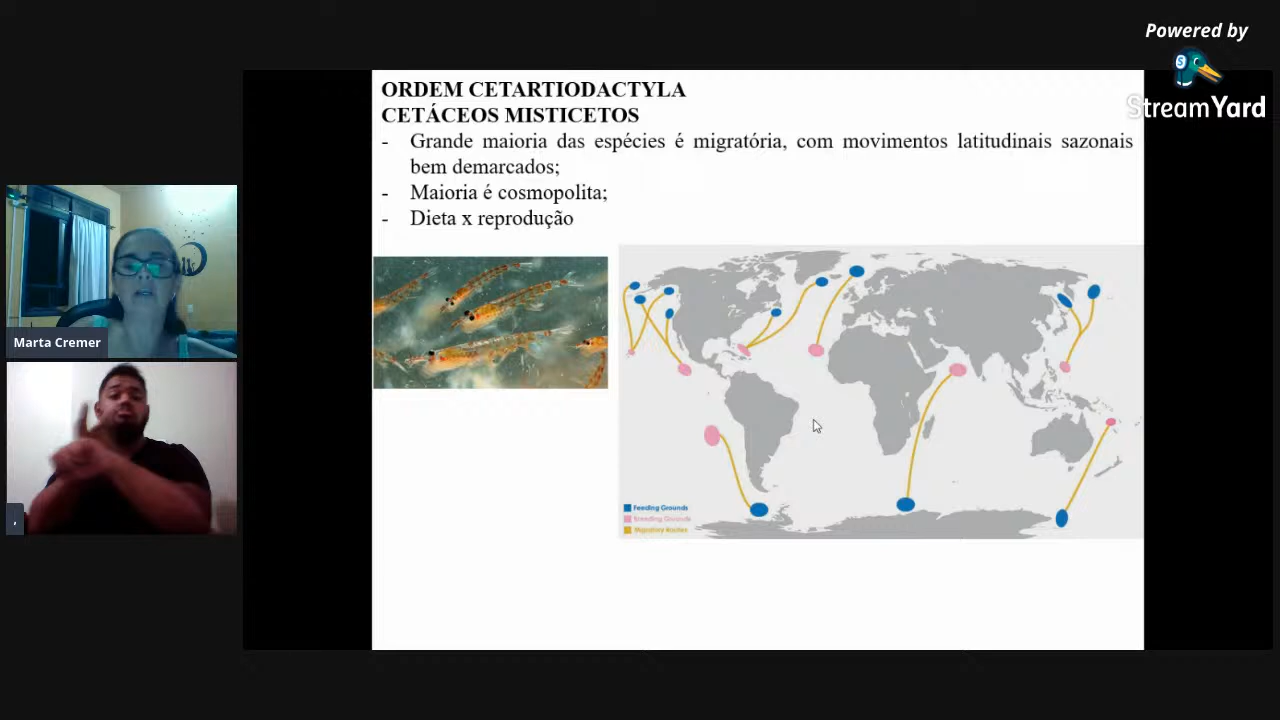 Powered by
StreamYard
ORDEM CETARTIODACTYLA
CETÁCEOS MISTICETOS
- Grande maioria das espécies é migratória, com movimentos latitudinais sazonais
bem demarcados;
- Maioria é cosmopolita;
- Dieta x reprodução
Marta Cremer
,
Feeding Grounds
Breeding Grounds
Migratory Routes